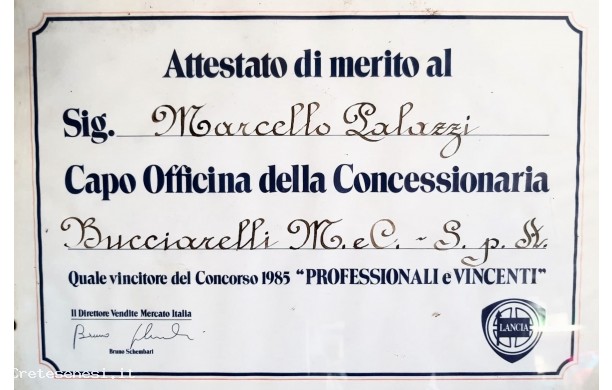 Attestato di merito al
Sig. Marcello Palazzi
Capo Officina della Concessionaria
Bucciarelli M. e C. - S. p. A.
Quale vincitore del Concorso 1985 "PROFESSIONALI e VINCENTI"
Il Direttore Vendite Mercato Italia
Bruno Schembari
LANCIA
Cretesenesi.it